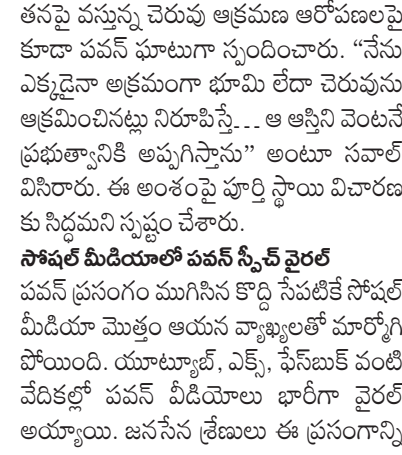 తనపై వస్తున్న చెరువు ఆక్రమణ ఆరోపణలపై
కూడా పవన్ ఘాటుగా స్పందించారు. “నేను
ఎక్కడైనా అక్రమంగా భూమి లేదా చెరువును
ఆక్రమించినట్లు నిరూపిస్తే... ఆ ఆస్తిని వెంటనే
ప్రభుత్వానికి అప్పగిస్తాను” అంటూ సవాల్
విసిరారు. ఈ అంశంపై పూర్తి స్థాయి విచారణ
కు సిద్ధమని స్పష్టం చేశారు.
సోషల్ మీడియాలో పవన్ స్పీచ్ వైరల్
పవన్ ప్రసంగం ముగిసిన కొద్ది సేపటికే సోషల్
మీడియా మొత్తం ఆయన వ్యాఖ్యలతో మార్మోగి
పోయింది. యూట్యూబ్, ఎక్స్, ఫేస్‌బుక్ వంటి
వేదికల్లో పవన్ వీడియోలు భారీగా వైరల్
అయ్యాయి. జనసేన శ్రేణులు ఈ ప్రసంగాన్ని